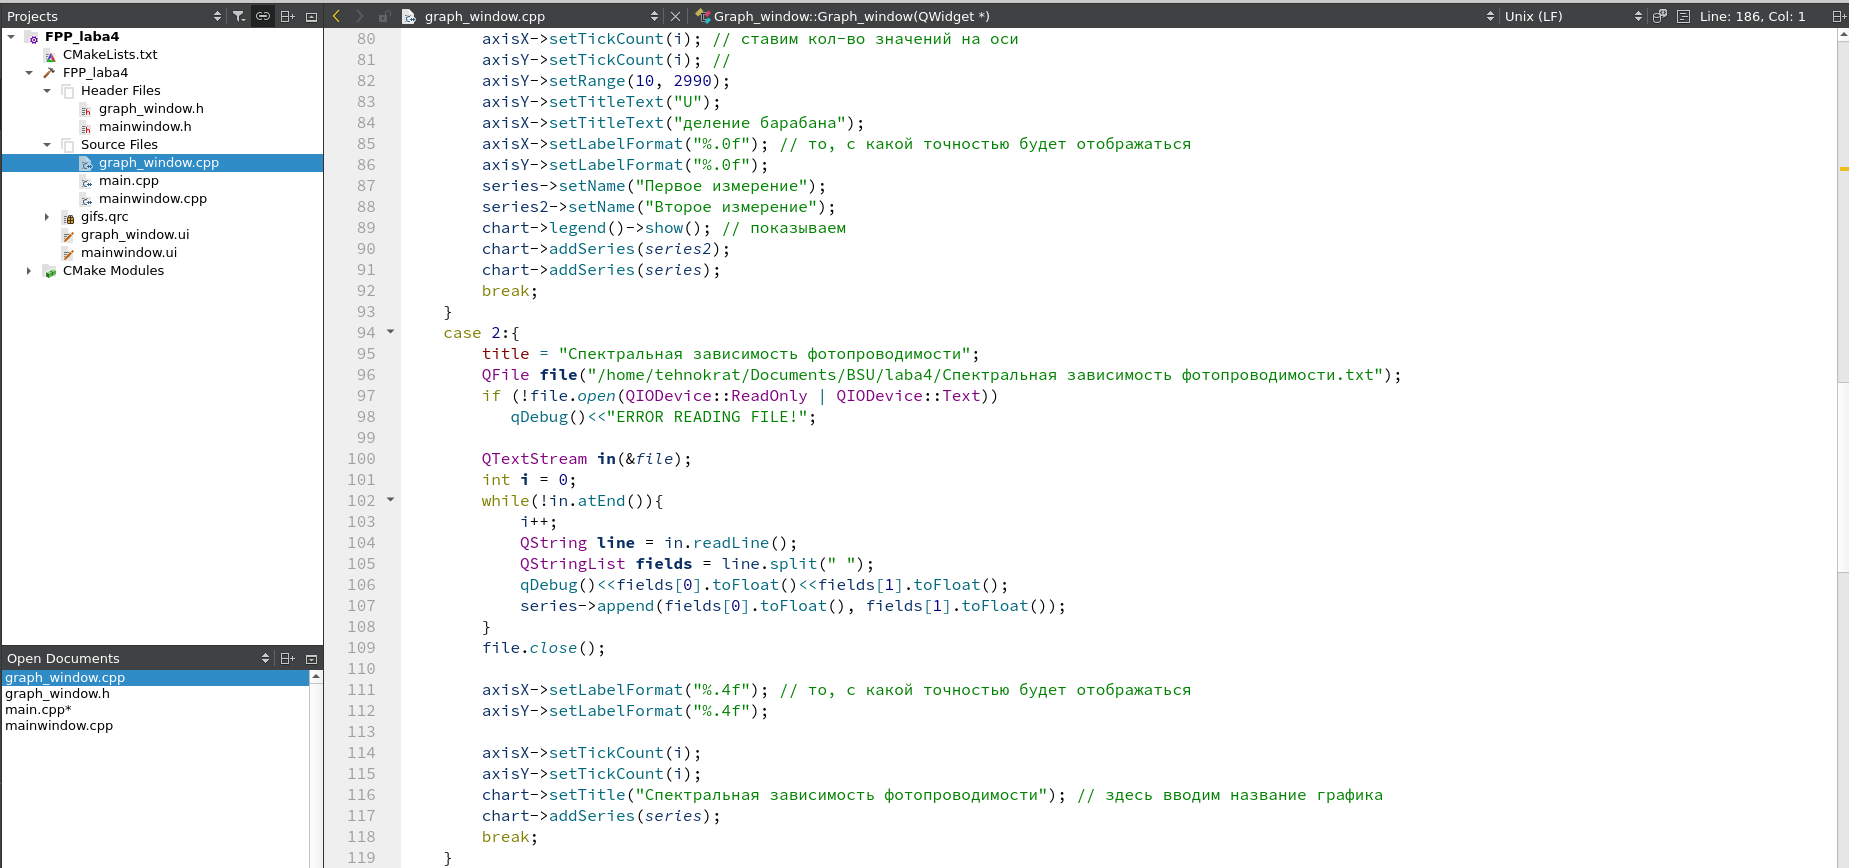 Projects
graph_window.cpp
Graph_window::Graph_window(QWidget *)
Unix (LF)
Line: 186, Col: 1
FPP_laba4
CMakeLists.txt
FPP_laba4
Header Files
graph_window.h
mainwindow.h
Source Files
graph_window.cpp
main.cpp
mainwindow.cpp
gifs.qrc
graph_window.ui
mainwindow.ui
CMake Modules
Open Documents
graph_window.cpp
graph_window.h
main.cpp*
mainwindow.cpp
80 axisX->setTickCount(i); // ставим кол-во значений на оси
81 axisY->setTickCount(i); //
82 axisY->setRange(10, 2990);
83 axisY->setTitleText("U");
84 axisX->setTitleText("деление барабана");
85 axisX->setLabelFormat("%.0f"); // то, с какой точностью будет отображаться
86 axisY->setLabelFormat("%.0f");
87 series->setName("Первое измерение");
88 series2->setName("Второе измерение");
89 chart->legend()->show(); // показываем
90 chart->addSeries(series2);
91 chart->addSeries(series);
92 break;
93 }
94 case 2:{
95 title = "Спектральная зависимость фотопроводимости";
96 QFile file("/home/tehnokrat/Documents/BSU/laba4/Спектральная зависимость фотопроводимости.txt");
97 if (!file.open(QIODevice::ReadOnly | QIODevice::Text))
98 qDebug()<<"ERROR READING FILE!";
99
100 QTextStream in(&file);
101 int i = 0;
102 while(!in.atEnd()){
103 i++;
104 QString line = in.readLine();
105 QStringList fields = line.split(" ");
106 qDebug()<<fields[0].toFloat()<<fields[1].toFloat();
107 series->append(fields[0].toFloat(), fields[1].toFloat());
108 }
109 file.close();
110
111 axisX->setLabelFormat("%.4f"); // то, с какой точностью будет отображаться
112 axisY->setLabelFormat("%.4f");
113
114 axisX->setTickCount(i);
115 axisY->setTickCount(i);
116 chart->setTitle("Спектральная зависимость фотопроводимости"); // здесь вводим название графика
117 chart->addSeries(series);
118 break;
119 }